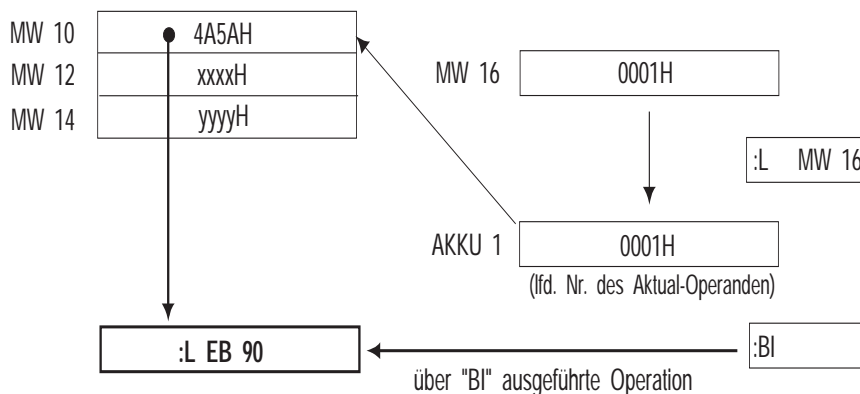 MW 10 4A5AH
MW 12 xxxxH
MW 14 yyyyH
MW 16 0001H
:L MW 16
AKKU 1 0001H
(lfd. Nr. des Aktual-Operanden)
:L EB 90
:BI
über "BI" ausgeführte Operation